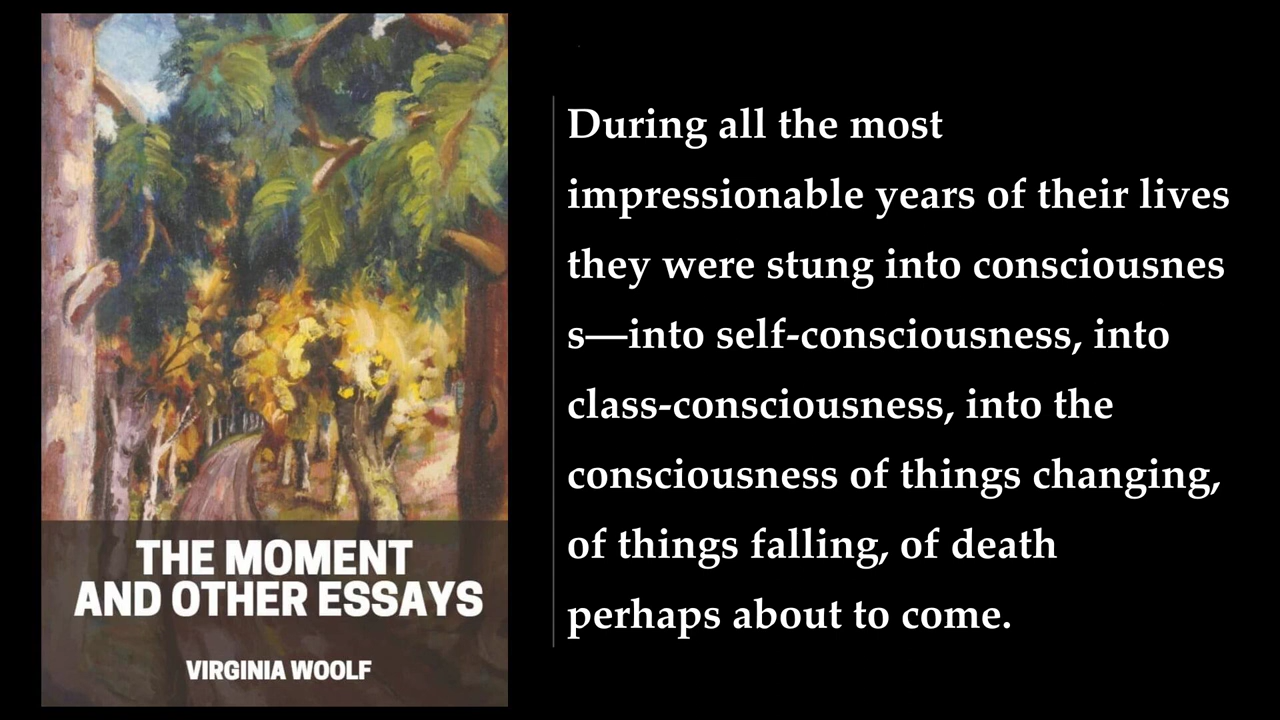 THE MOMENT
AND OTHER ESSAYS
VIRGINIA WOOLF
During all the most
impressionable years of their lives
they were stung into consciousnes
s—into self-consciousness, into
class-consciousness, into the
consciousness of things changing,
of things falling, of death
perhaps about to come.